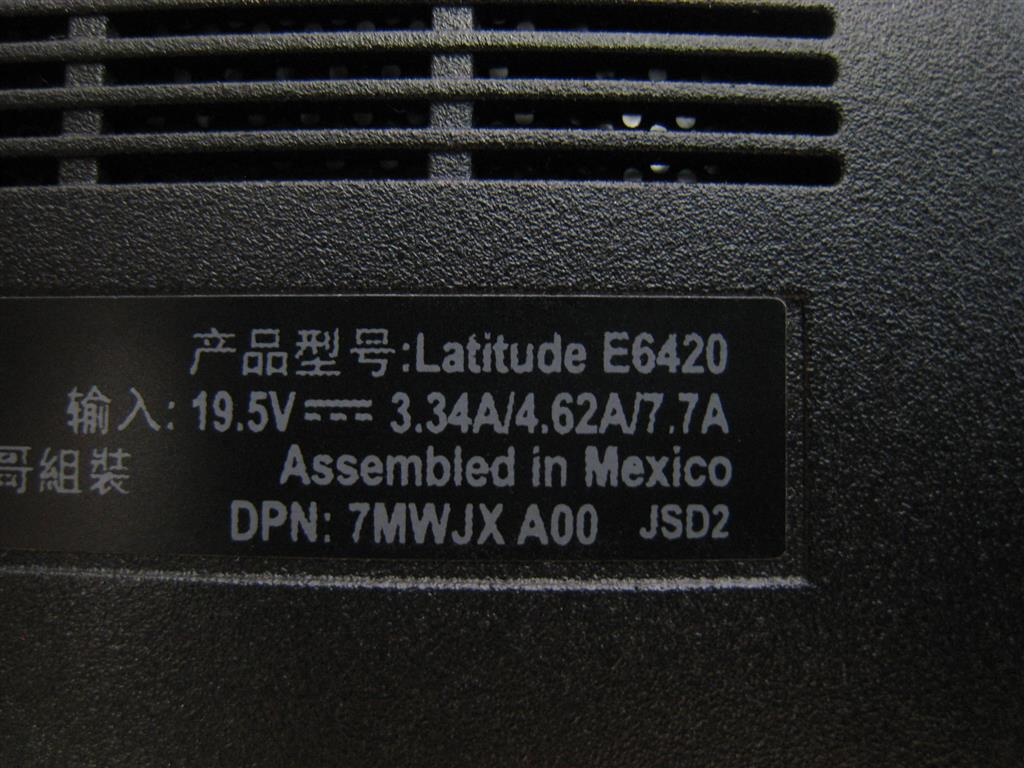 产品型号:Latitude E6420
输入: 19.5V⎓ 3.34A/4.62A/7.7A
哥組裝 Assembled in Mexico
DPN: 7MWJX A00 JSD2